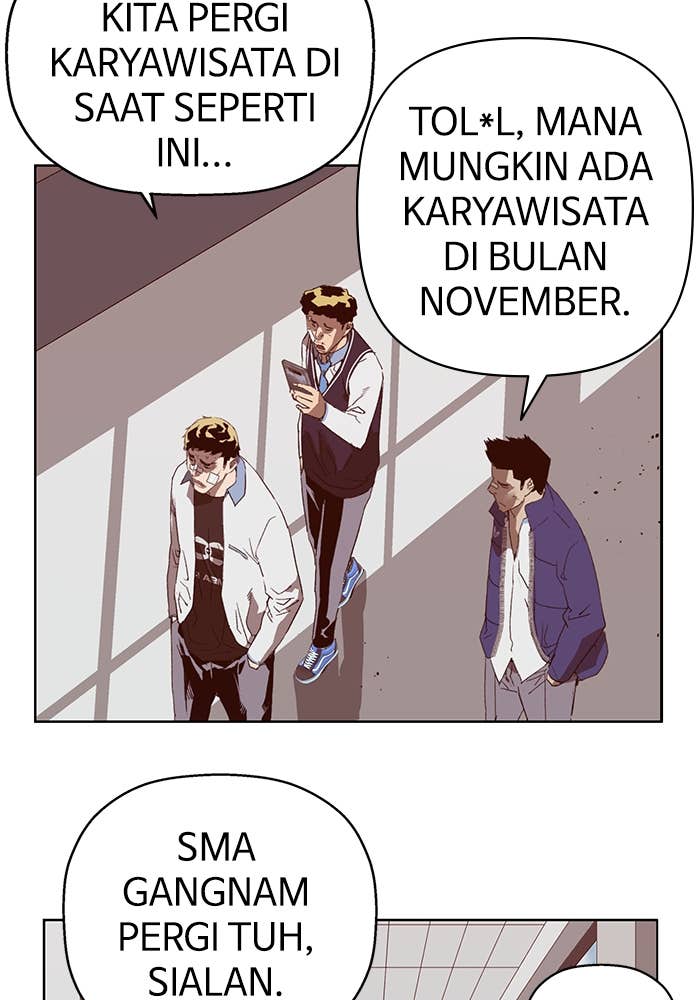 KITA PERGI
KARYAWISATA DI
SAAT SEPERTI
INI...
TOL*L, MANA
MUNGKIN ADA
KARYAWISATA
DI BULAN
NOVEMBER.
SMA
GANGNAM
PERGI TUH,
SIALAN.